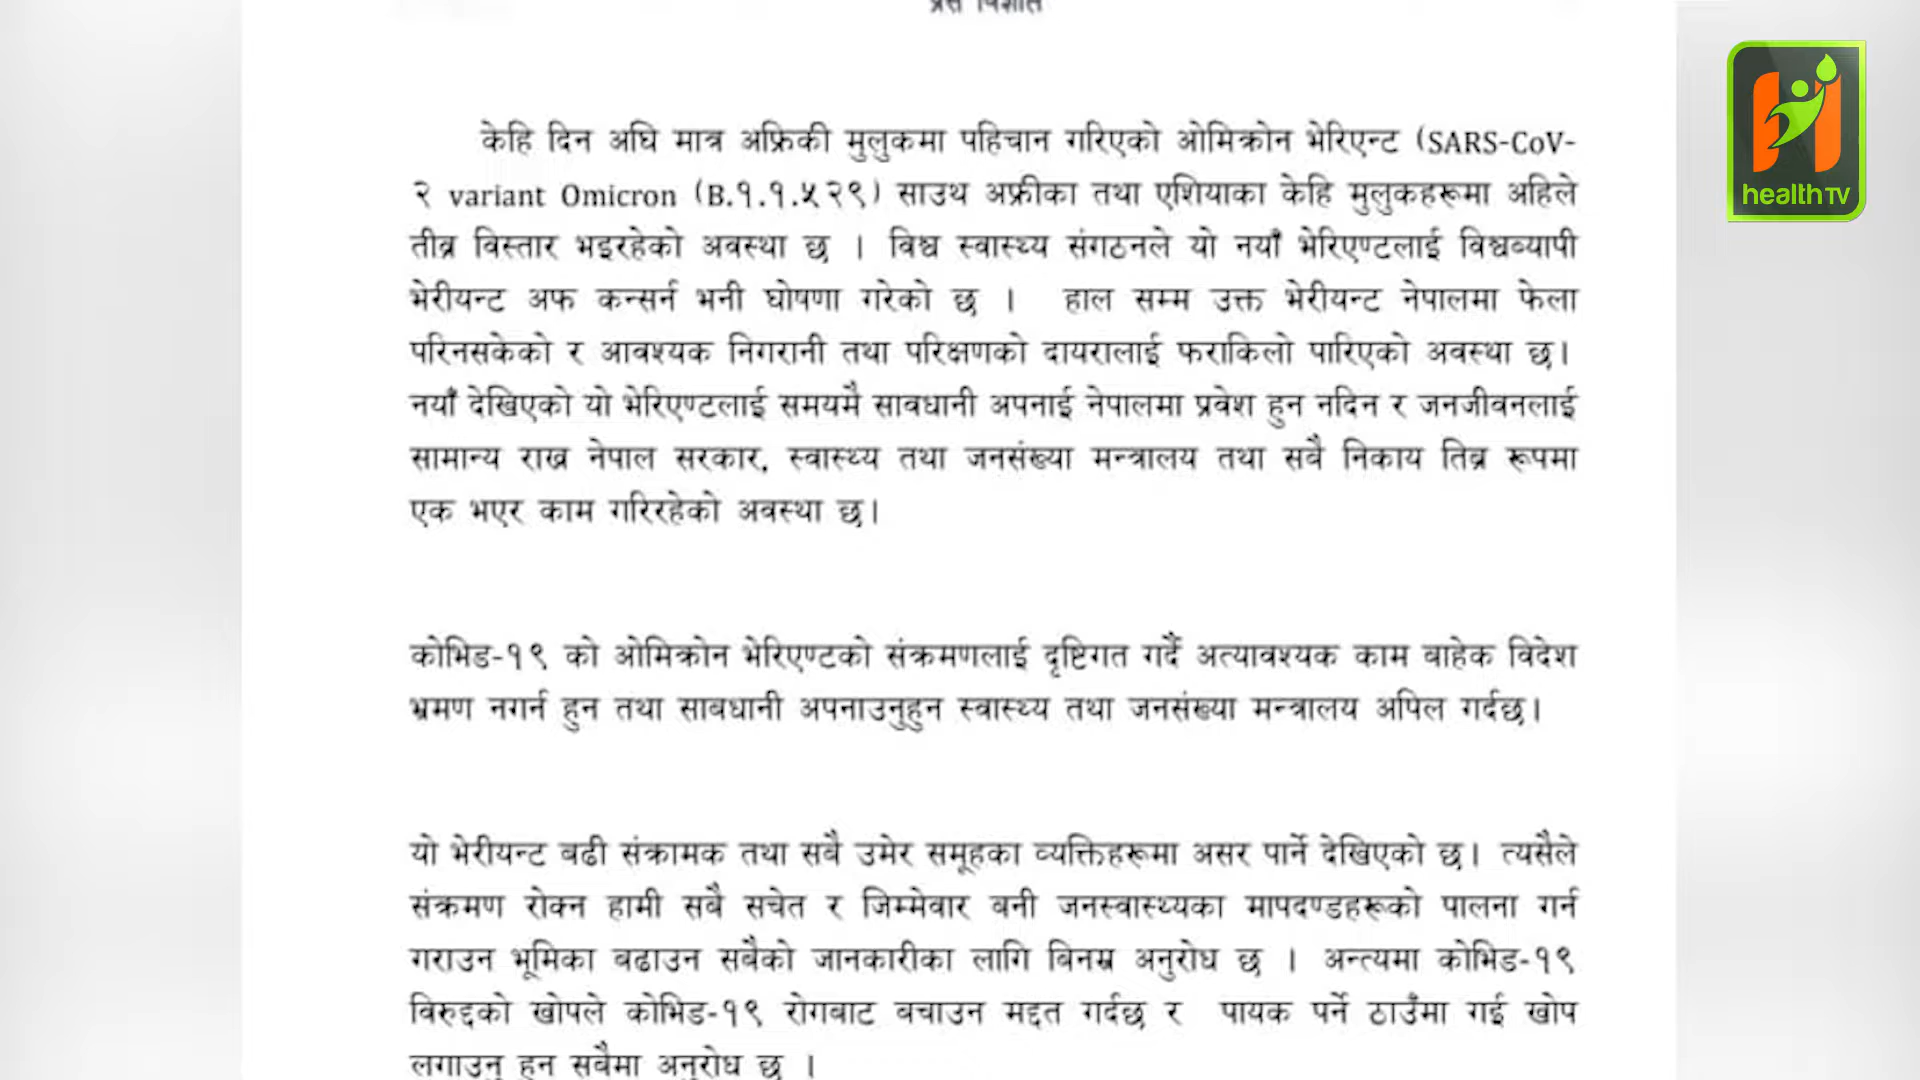 प्रेस विज्ञप्ति
केहि दिन अघि मात्र अफ्रिकी मुलुकमा पहिचान गरिएको ओमिक्रोन भेरिएन्ट (SARS-CoV-
२ variant Omicron (B.१.१.५२९) साउथ अफ्रीका तथा एशियाका केहि मुलुकहरूमा अहिले
तीव्र विस्तार भइरहेको अवस्था छ । विश्व स्वास्थ्य संगठनले यो नयाँ भेरिएण्टलाई विश्वव्यापी
भेरीयन्ट अफ कन्सर्न भनी घोषणा गरेको छ । हाल सम्म उक्त भेरीयन्ट नेपालमा फेला
परिनसकेको र आवश्यक निगरानी तथा परिक्षणको दायरालाई फराकिलो पारिएको अवस्था छ।
नयाँ देखिएको यो भेरिएण्टलाई समयमै सावधानी अपनाई नेपालमा प्रवेश हुन नदिन र जनजीवनलाई
सामान्य राख्न नेपाल सरकार, स्वास्थ्य तथा जनसंख्या मन्त्रालय तथा सबै निकाय तिब्र रूपमा
एक भएर काम गरिरहेको अवस्था छ।
कोभिड-१९ को ओमिक्रोन भेरिएण्टको संक्रमणलाई दृष्टिगत गर्दै अत्यावश्यक काम बाहेक विदेश
भ्रमण नगर्न हुन तथा साबधानी अपनाउनुहुन स्वास्थ्य तथा जनसंख्या मन्त्रालय अपिल गर्दछ।
यो भेरीयन्ट बढी संक्रामक तथा सबै उमेर समूहका व्यक्तिहरूमा असर पार्ने देखिएको छ। त्यसैले
संक्रमण रोक्न हामी सबै सचेत र जिम्मेवार बनी जनस्वास्थ्यका मापदण्डहरूको पालना गर्न
गराउन भूमिका बढाउन सबैको जानकारीका लागि बिनम्र अनुरोध छ । अन्त्यमा कोभिड-१९
विरुद्दको खोपले कोभिड-१९ रोगबाट बचाउन मद्दत गर्दछ र पायक पर्ने ठाउँमा गई खोप
लगाउनु हुन सबैमा अनुरोध छ ।
healthTV